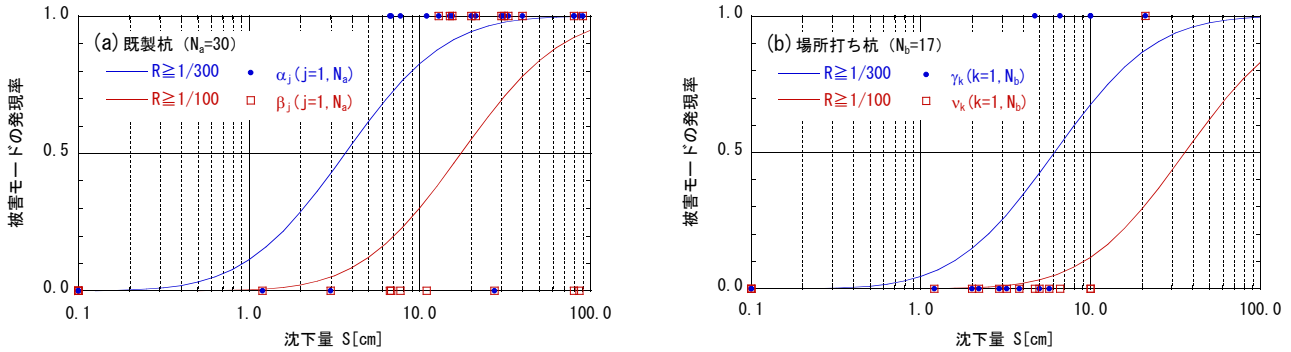 (a) 既製杭 (Nₐ=30)
R≧1/300 αⱼ(j=1, Nₐ)
R≧1/100 βⱼ(j=1, Nₐ)
被害モードの発現率
1.0
0.5
0.0
0.1 1.0 10.0 100.0
沈下量 S[cm]
(b) 場所打ち杭 (N_b=17)
R≧1/300 γₖ(k=1, N_b)
R≧1/100 νₖ(k=1, N_b)
被害モードの発現率
1.0
0.5
0.0
0.1 1.0 10.0 100.0
沈下量 S[cm]